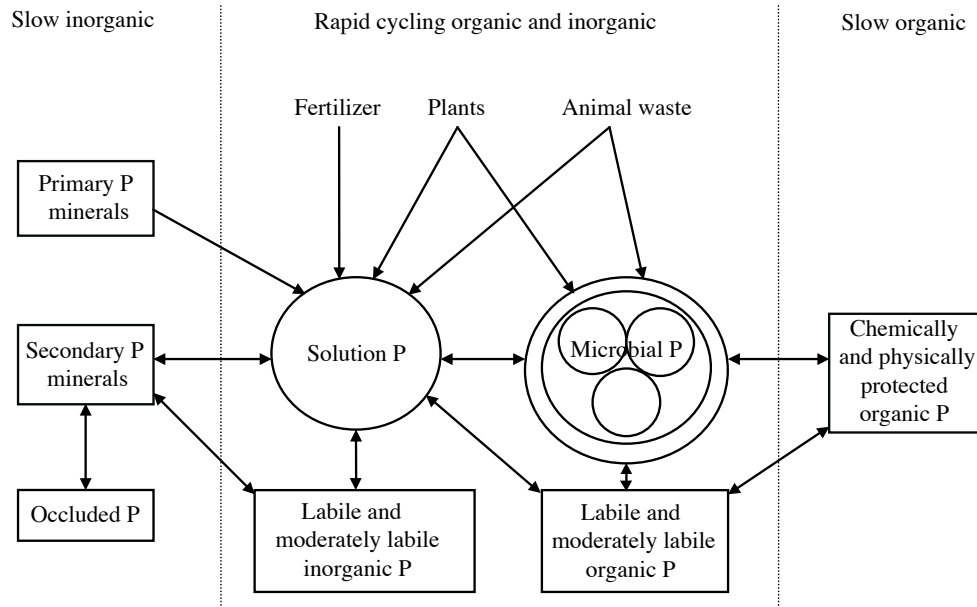 Slow inorganic
Rapid cycling organic and inorganic
Slow organic
Fertilizer
Plants
Animal waste
Primary P
minerals
Secondary P
minerals
Solution P
Microbial P
Chemically
and physically
protected
organic P
Occluded P
Labile and
moderately labile
inorganic P
Labile and
moderately labile
organic P